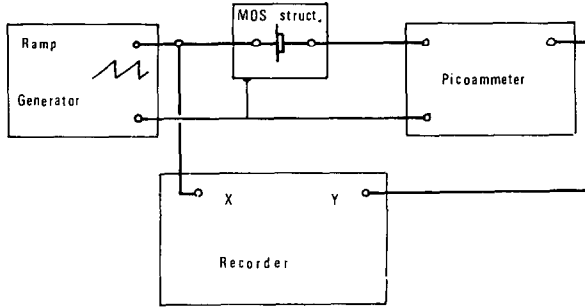 MOS struct.
Ramp
Generator
Picoammeter
X Y
Recorder